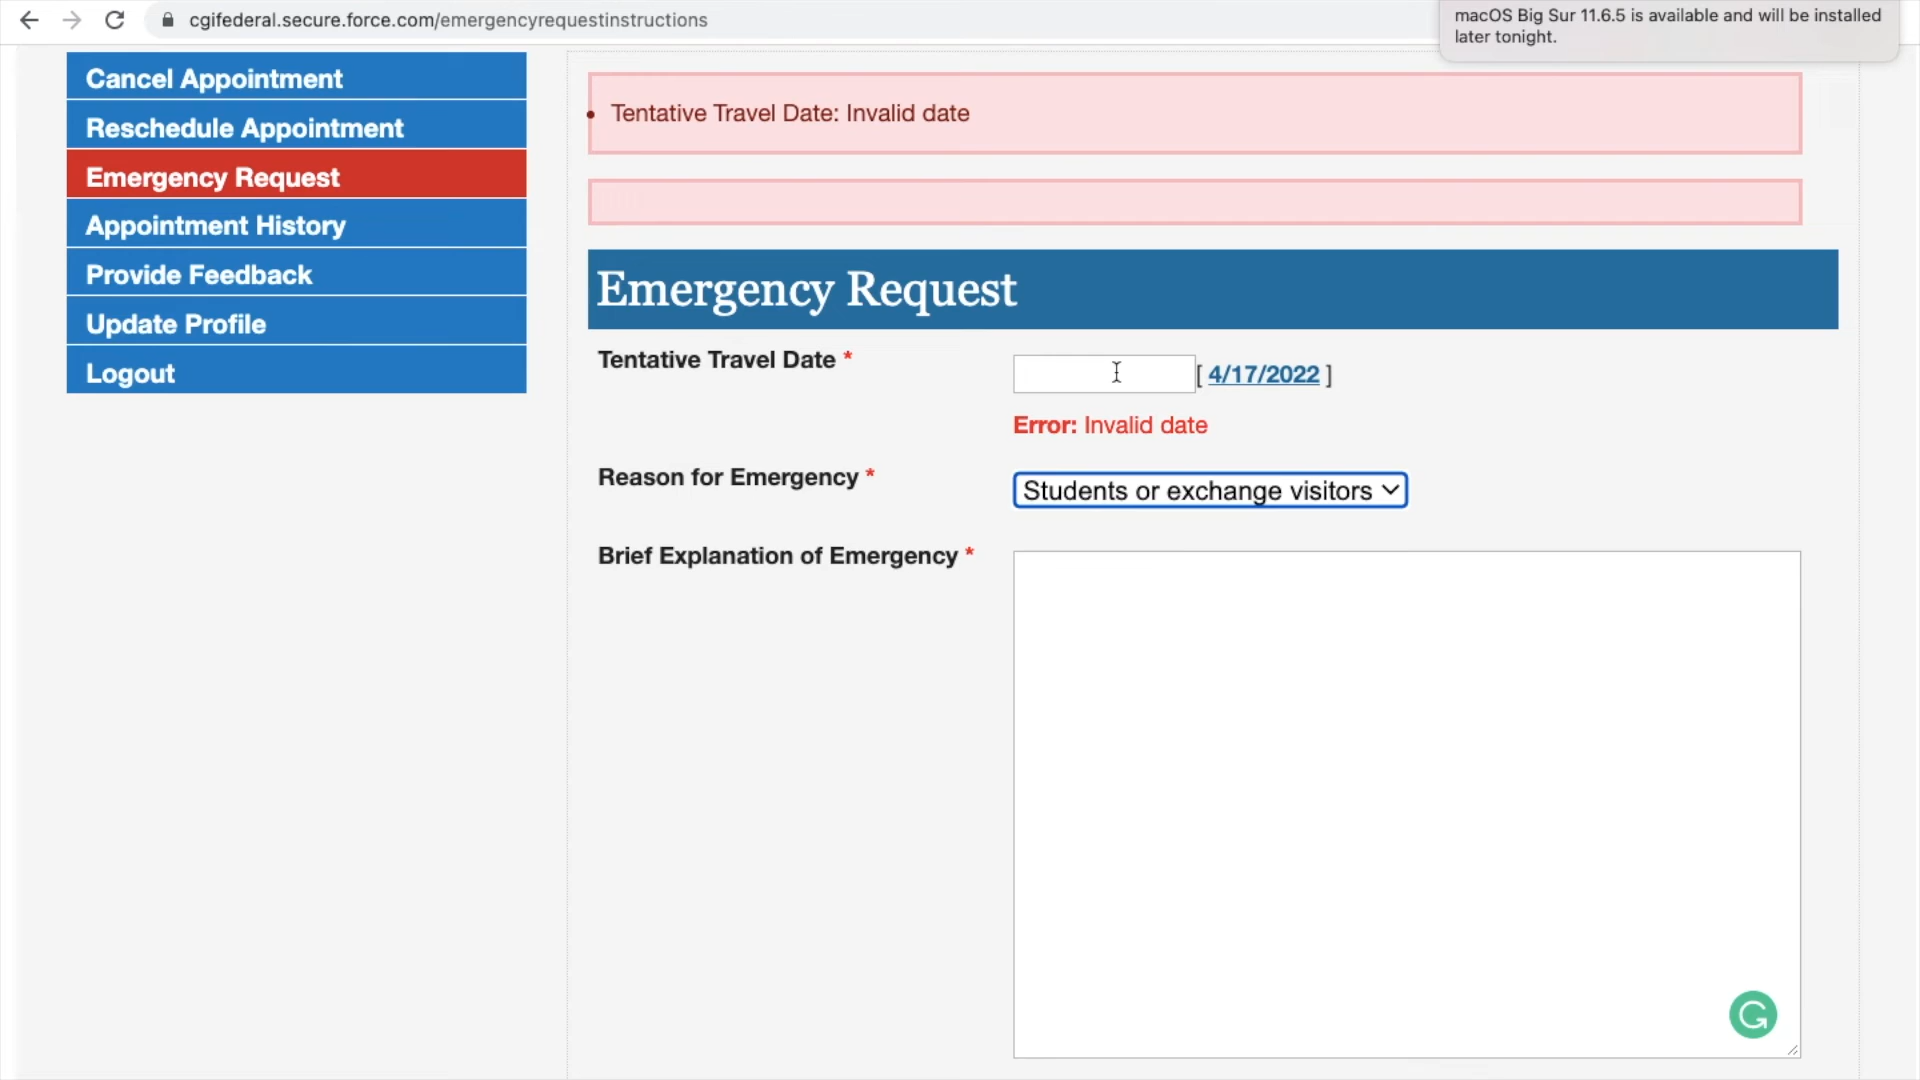 cgifederal.secure.force.com/emergencyrequestinstructions
macOS Big Sur 11.6.5 is available and will be installed
later tonight.
Cancel Appointment
Reschedule Appointment
Emergency Request
Appointment History
Provide Feedback
Update Profile
Logout
• Tentative Travel Date: Invalid date
Emergency Request
Tentative Travel Date *
[ 4/17/2022 ]
Error: Invalid date
Reason for Emergency *
Students or exchange visitors
Brief Explanation of Emergency *